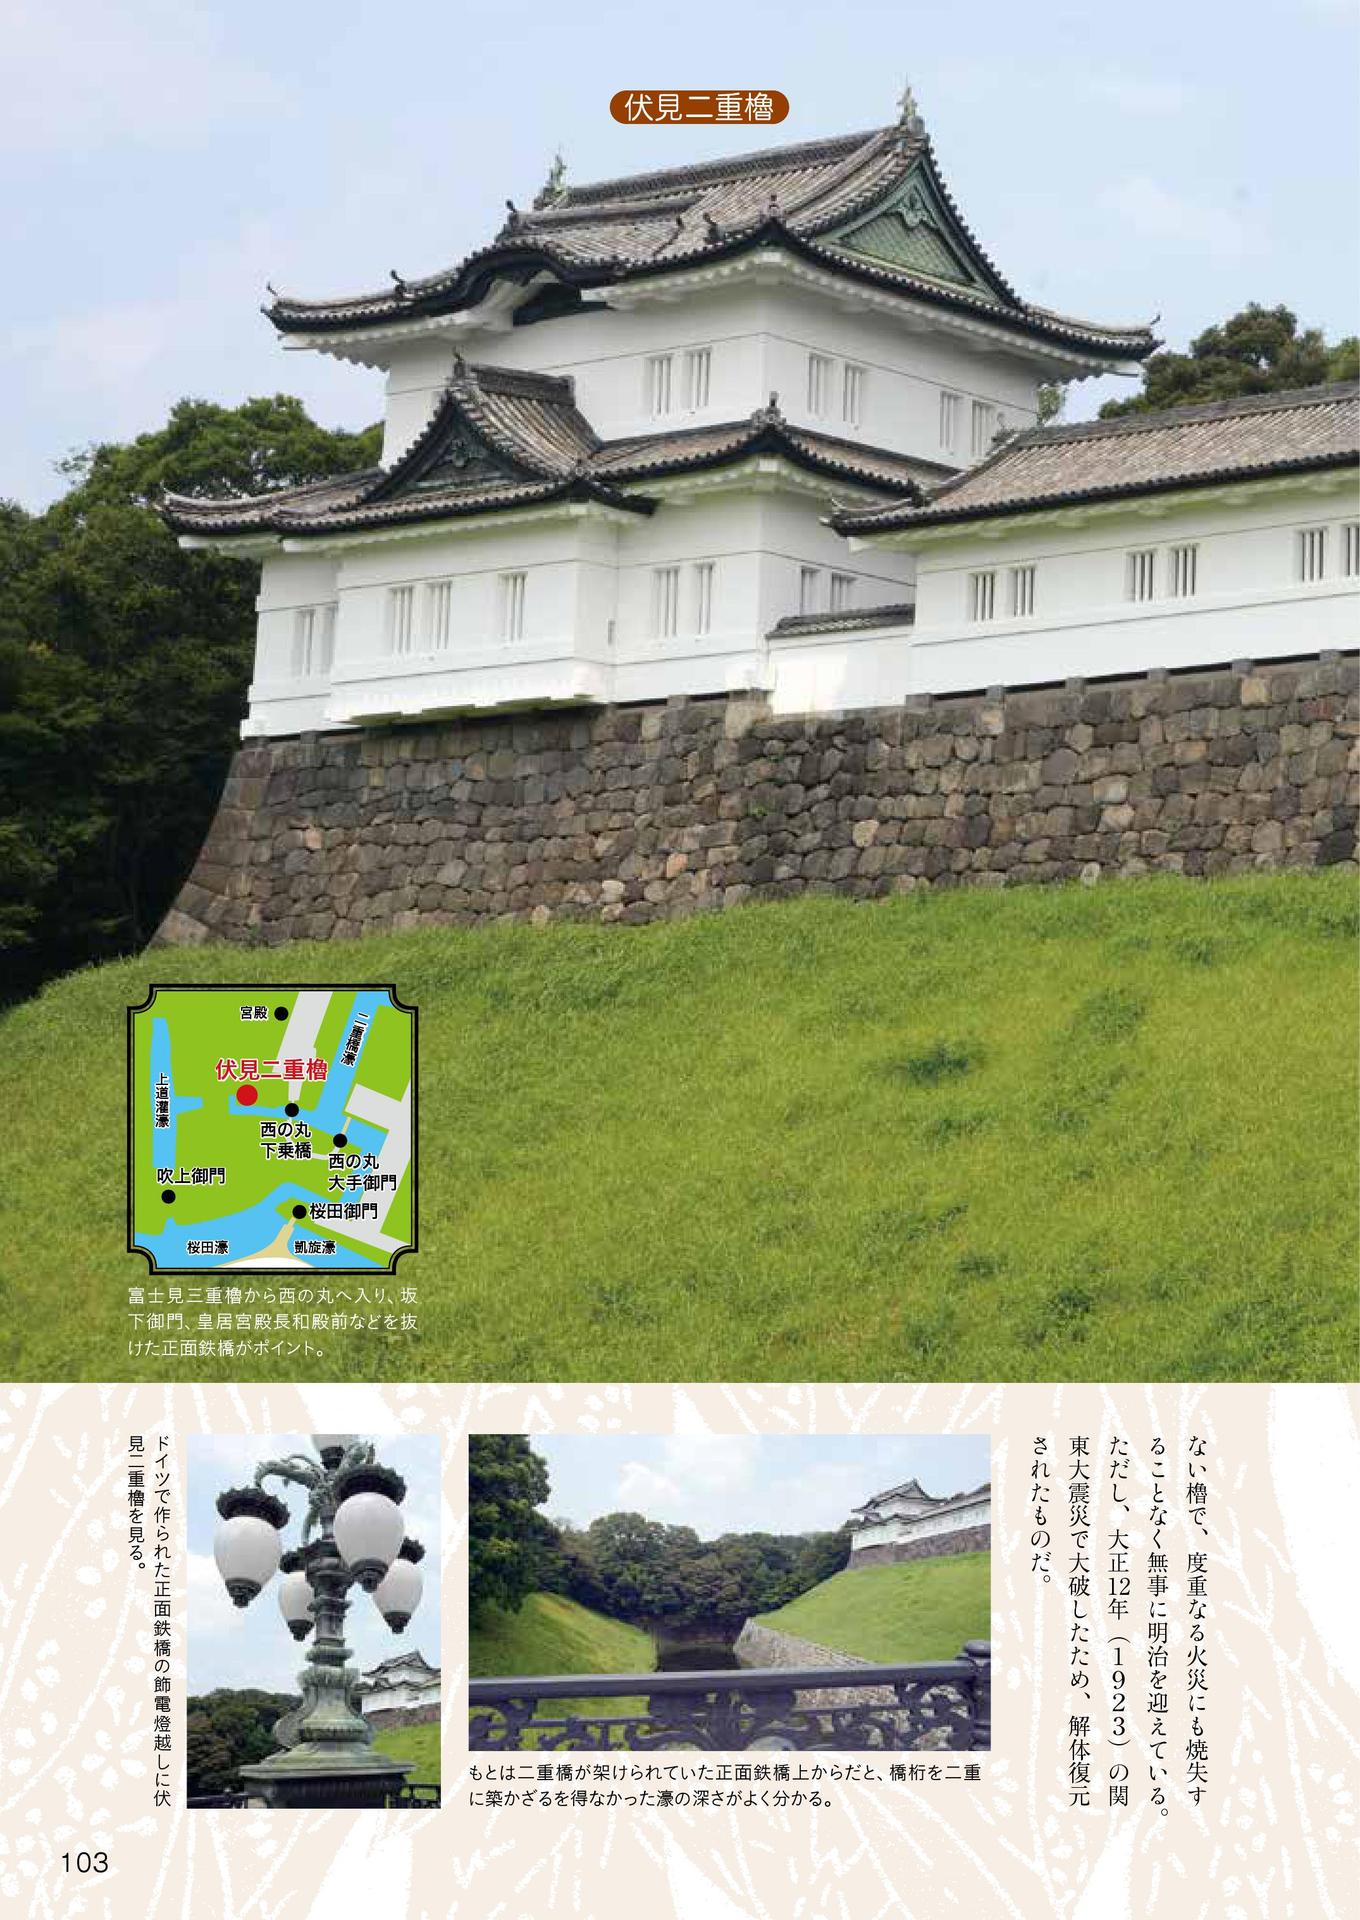 伏見二重櫓
宮殿
二重橋濠
伏見二重櫓
上道灌濠
西の丸
下乗橋
西の丸
大手御門
吹上御門
桜田御門
桜田濠
凱旋濠
富士見三重櫓から西の丸へ入り、坂
下御門、皇居宮殿長和殿前などを抜
けた正面鉄橋がポイント。
ない櫓で、度重なる火災にも焼失す
ることなく無事に明治を迎えている。
ただし、大正12年（1923）の関
東大震災で大破したため、解体復元
されたものだ。
もとは二重橋が架けられていた正面鉄橋上からだと、橋桁を二重
に築かざるを得なかった濠の深さがよく分かる。
ドイツで作られた正面鉄橋の飾電燈越しに伏
見二重櫓を見る。
103